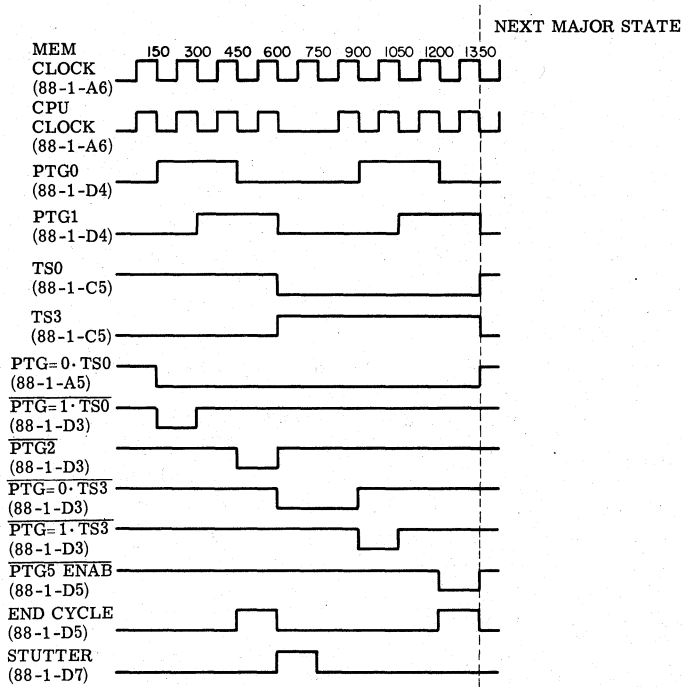 NEXT MAJOR STATE
MEM 150 300 450 600 750 900 1050 1200 1350
CLOCK
(88-1-A6)
CPU
CLOCK
(88-1-A6)
PTG0
(88-1-D4)
PTG1
(88-1-D4)
TS0
(88-1-C5)
TS3
(88-1-C5)
PTG=0·TS0
(88-1-A5)
PTG=1·TS0
(88-1-D3)
PTG2
(88-1-D3)
PTG=0·TS3
(88-1-D3)
PTG=1·TS3
(88-1-D3)
PTG5 ENAB
(88-1-D5)
END CYCLE
(88-1-D5)
STUTTER
(88-1-D7)